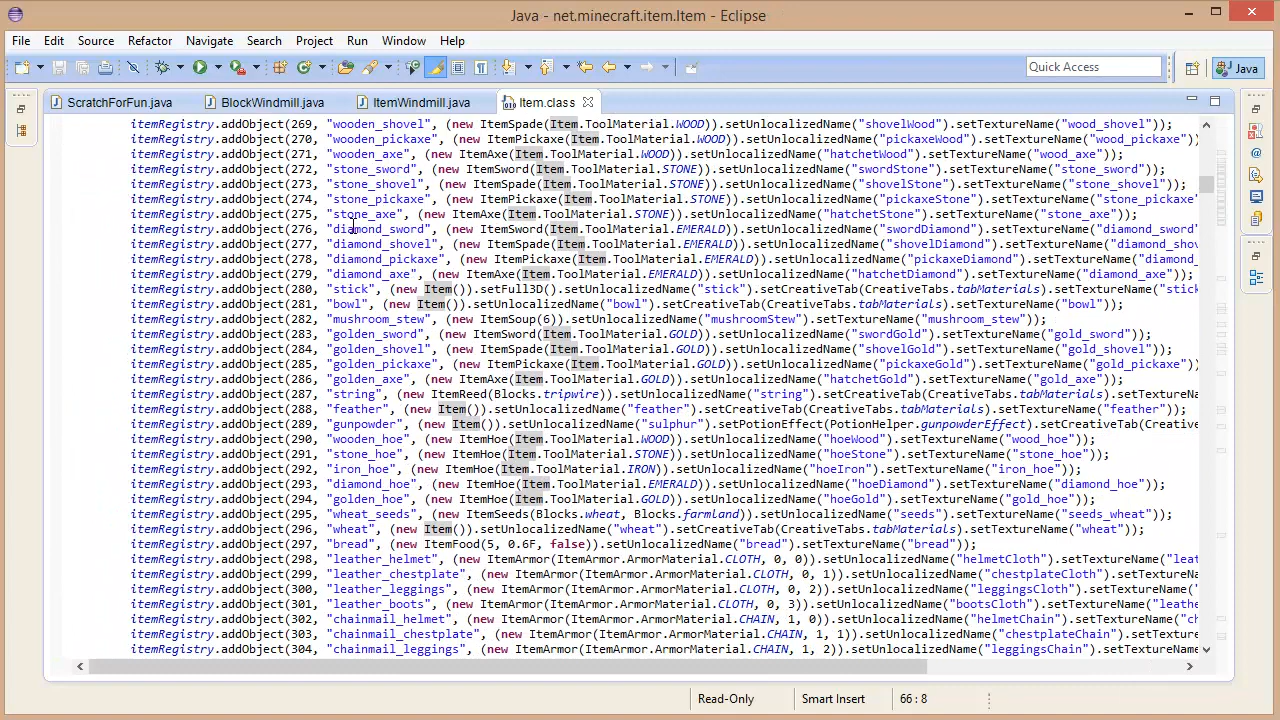 Java - net.minecraft.item.Item - Eclipse
File Edit Source Refactor Navigate Search Project Run Window Help
Quick Access Java
ScratchForFun.java BlockWindmill.java ItemWindmill.java Item.class
itemRegistry.addObject(269, "wooden_shovel", (new ItemSpade(Item.ToolMaterial.WOOD)).setUnlocalizedName("shovelWood").setTextureName("wood_shovel"));
itemRegistry.addObject(270, "wooden_pickaxe", (new ItemPickaxe(Item.ToolMaterial.WOOD)).setUnlocalizedName("pickaxeWood").setTextureName("wood_pickaxe")
itemRegistry.addObject(271, "wooden_axe", (new ItemAxe(Item.ToolMaterial.WOOD)).setUnlocalizedName("hatchetWood").setTextureName("wood_axe"));
itemRegistry.addObject(272, "stone_sword", (new ItemSword(Item.ToolMaterial.STONE)).setUnlocalizedName("swordStone").setTextureName("stone_sword"));
itemRegistry.addObject(273, "stone_shovel", (new ItemSpade(Item.ToolMaterial.STONE)).setUnlocalizedName("shovelStone").setTextureName("stone_shovel"));
itemRegistry.addObject(274, "stone_pickaxe", (new ItemPickaxe(Item.ToolMaterial.STONE)).setUnlocalizedName("pickaxeStone").setTextureName("stone_pickaxe"
itemRegistry.addObject(275, "stone_axe", (new ItemAxe(Item.ToolMaterial.STONE)).setUnlocalizedName("hatchetStone").setTextureName("stone_axe"));
itemRegistry.addObject(276, "diamond_sword", (new ItemSword(Item.ToolMaterial.EMERALD)).setUnlocalizedName("swordDiamond").setTextureName("diamond_sword"
itemRegistry.addObject(277, "diamond_shovel", (new ItemSpade(Item.ToolMaterial.EMERALD)).setUnlocalizedName("shovelDiamond").setTextureName("diamond_shov
itemRegistry.addObject(278, "diamond_pickaxe", (new ItemPickaxe(Item.ToolMaterial.EMERALD)).setUnlocalizedName("pickaxeDiamond").setTextureName("diamond_
itemRegistry.addObject(279, "diamond_axe", (new ItemAxe(Item.ToolMaterial.EMERALD)).setUnlocalizedName("hatchetDiamond").setTextureName("diamond_axe"));
itemRegistry.addObject(280, "stick", (new Item()).setFull3D().setUnlocalizedName("stick").setCreativeTab(CreativeTabs.tabMaterials).setTextureName("stick
itemRegistry.addObject(281, "bowl", (new Item()).setUnlocalizedName("bowl").setCreativeTab(CreativeTabs.tabMaterials).setTextureName("bowl"));
itemRegistry.addObject(282, "mushroom_stew", (new ItemSoup(6)).setUnlocalizedName("mushroomStew").setTextureName("mushroom_stew"));
itemRegistry.addObject(283, "golden_sword", (new ItemSword(Item.ToolMaterial.GOLD)).setUnlocalizedName("swordGold").setTextureName("gold_sword"));
itemRegistry.addObject(284, "golden_shovel", (new ItemSpade(Item.ToolMaterial.GOLD)).setUnlocalizedName("shovelGold").setTextureName("gold_shovel"));
itemRegistry.addObject(285, "golden_pickaxe", (new ItemPickaxe(Item.ToolMaterial.GOLD)).setUnlocalizedName("pickaxeGold").setTextureName("gold_pickaxe")
itemRegistry.addObject(286, "golden_axe", (new ItemAxe(Item.ToolMaterial.GOLD)).setUnlocalizedName("hatchetGold").setTextureName("gold_axe"));
itemRegistry.addObject(287, "string", (new ItemReed(Blocks.tripwire)).setUnlocalizedName("string").setCreativeTab(CreativeTabs.tabMaterials).setTextureNam
itemRegistry.addObject(288, "feather", (new Item()).setUnlocalizedName("feather").setCreativeTab(CreativeTabs.tabMaterials).setTextureName("feather"));
itemRegistry.addObject(289, "gunpowder", (new Item()).setUnlocalizedName("sulphur").setPotionEffect(PotionHelper.gunpowderEffect).setCreativeTab(Creative
itemRegistry.addObject(290, "wooden_hoe", (new ItemHoe(Item.ToolMaterial.WOOD)).setUnlocalizedName("hoeWood").setTextureName("wood_hoe"));
itemRegistry.addObject(291, "stone_hoe", (new ItemHoe(Item.ToolMaterial.STONE)).setUnlocalizedName("hoeStone").setTextureName("stone_hoe"));
itemRegistry.addObject(292, "iron_hoe", (new ItemHoe(Item.ToolMaterial.IRON)).setUnlocalizedName("hoeIron").setTextureName("iron_hoe"));
itemRegistry.addObject(293, "diamond_hoe", (new ItemHoe(Item.ToolMaterial.EMERALD)).setUnlocalizedName("hoeDiamond").setTextureName("diamond_hoe"));
itemRegistry.addObject(294, "golden_hoe", (new ItemHoe(Item.ToolMaterial.GOLD)).setUnlocalizedName("hoeGold").setTextureName("gold_hoe"));
itemRegistry.addObject(295, "wheat_seeds", (new ItemSeeds(Blocks.wheat, Blocks.farmland)).setUnlocalizedName("seeds").setTextureName("seeds_wheat"));
itemRegistry.addObject(296, "wheat", (new Item()).setUnlocalizedName("wheat").setCreativeTab(CreativeTabs.tabMaterials).setTextureName("wheat"));
itemRegistry.addObject(297, "bread", (new ItemFood(5, 0.6F, false)).setUnlocalizedName("bread").setTextureName("bread"));
itemRegistry.addObject(298, "leather_helmet", (new ItemArmor(ItemArmor.ArmorMaterial.CLOTH, 0, 0)).setUnlocalizedName("helmetCloth").setTextureName("leat
itemRegistry.addObject(299, "leather_chestplate", (new ItemArmor(ItemArmor.ArmorMaterial.CLOTH, 0, 1)).setUnlocalizedName("chestplateCloth").setTextureNa
itemRegistry.addObject(300, "leather_leggings", (new ItemArmor(ItemArmor.ArmorMaterial.CLOTH, 0, 2)).setUnlocalizedName("leggingsCloth").setTextureName("
itemRegistry.addObject(301, "leather_boots", (new ItemArmor(ItemArmor.ArmorMaterial.CLOTH, 0, 3)).setUnlocalizedName("bootsCloth").setTextureName("leathe
itemRegistry.addObject(302, "chainmail_helmet", (new ItemArmor(ItemArmor.ArmorMaterial.CHAIN, 1, 0)).setUnlocalizedName("helmetChain").setTextureName("ch
itemRegistry.addObject(303, "chainmail_chestplate", (new ItemArmor(ItemArmor.ArmorMaterial.CHAIN, 1, 1)).setUnlocalizedName("chestplateChain").setTexture
itemRegistry.addObject(304, "chainmail_leggings", (new ItemArmor(ItemArmor.ArmorMaterial.CHAIN, 1, 2)).setUnlocalizedName("leggingsChain").setTextureName
Read-Only Smart Insert 66 : 8